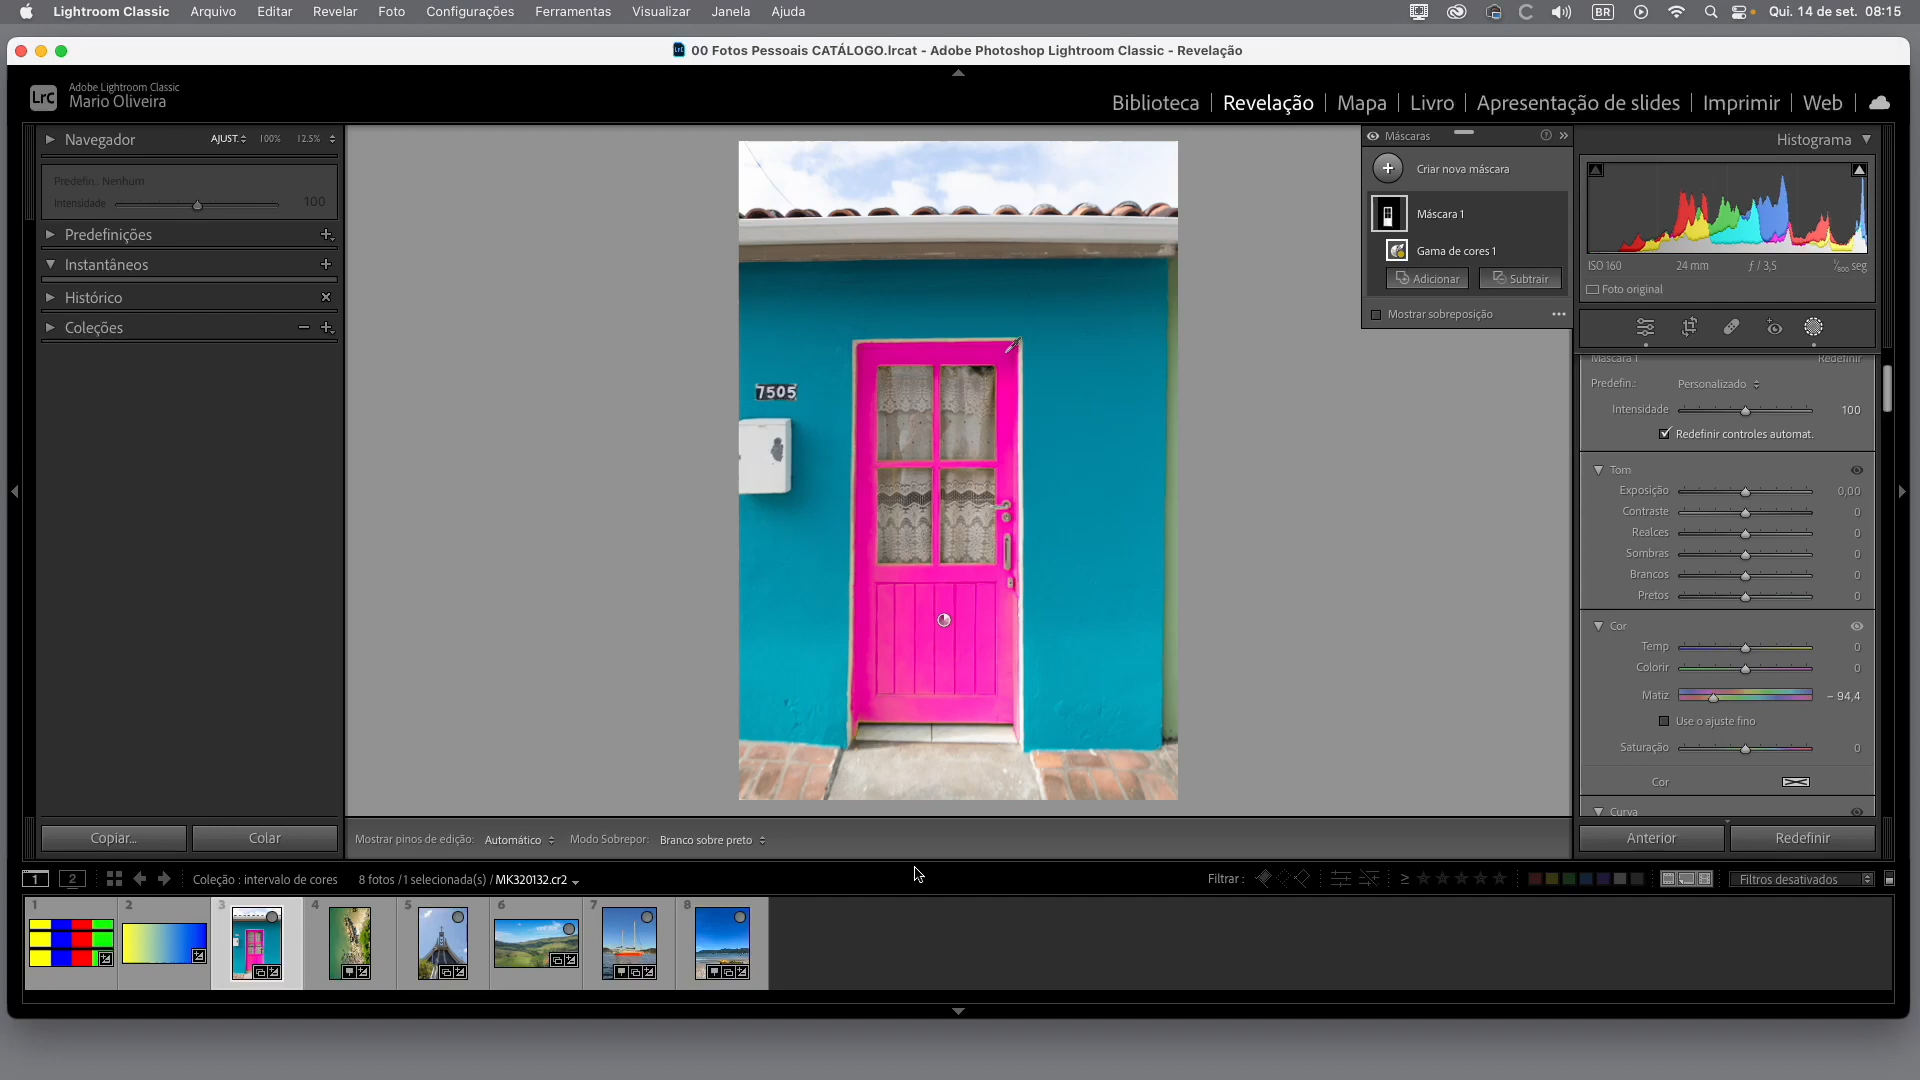 Lightroom Classic Arquivo Editar Revelar Foto Configurações Ferramentas Visualizar Janela Ajuda BR Qui. 14 de set. 08:15
00 Fotos Pessoais CATÁLOGO.lrcat - Adobe Photoshop Lightroom Classic - Revelação
LrC
Adobe Lightroom Classic
Mario Oliveira
Biblioteca Revelação Mapa Livro Apresentação de slides Imprimir Web
Navegador AJUST. 100% 12.5%
Predefin.: Nenhum
Intensidade 100
Predefinições
Instantâneos
Histórico
Coleções
Copiar... Colar
7505
Máscaras
Criar nova máscara
Máscara 1
Gama de cores 1
Adicionar Subtrair
Mostrar sobreposição
Histograma
ISO 160 24 mm ƒ / 3,5 1/800 seg
Foto original
Máscara 1 Redefinir
Predefin.: Personalizado
Intensidade 100
Redefinir controles automat.
Tom
Exposição 0,00
Contraste 0
Realces 0
Sombras 0
Brancos 0
Pretos 0
Cor
Temp 0
Colorir 0
Matiz – 94,4
Use o ajuste fino
Saturação 0
Cor
Curva
Anterior Redefinir
Mostrar pinos de edição: Automático Modo Sobrepor: Branco sobre preto
1 2 Coleção : intervalo de cores 8 fotos /1 selecionada(s) /MK320132.cr2 Filtrar : ≥ Filtros desativados
1 2 3 4 5 6 7 8